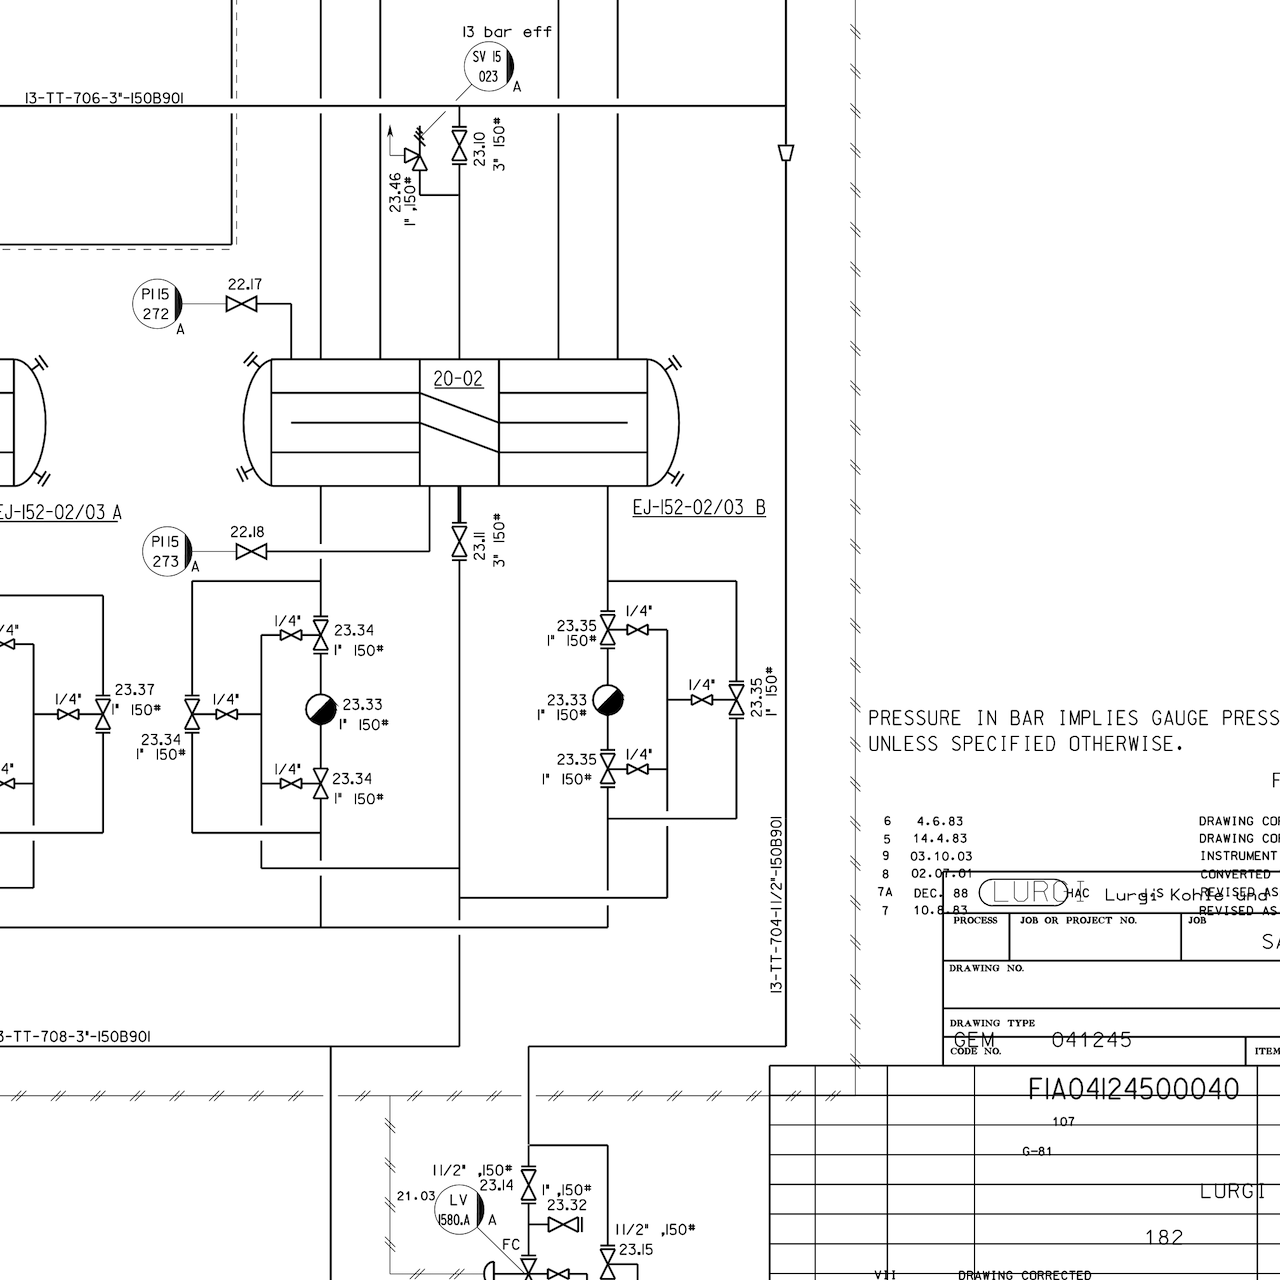 13 bar eff
SV 15
023
A
13-TT-706-3"-150B901
23.10
3" 150#
23.46
1" ,150#
22.17
PI 15
272
A
20-02
EJ-152-02/03 A
EJ-152-02/03 B
22.18
PI 15
273
A
23.11
3" 150#
1/4"
23.34
1" 150#
23.35
1" 150#
1/4"
/4"
1/4"
23.37
1" 150#
1/4"
23.34
1" 150#
23.33
1" 150#
23.33
1" 150#
1/4"
23.35
1" 150#
4"
1/4"
23.34
1" 150#
23.35
1" 150#
1/4"
13-TT-704-11/2"-150B901
3-TT-708-3"-150B901
PRESSURE IN BAR IMPLIES GAUGE PRESS
UNLESS SPECIFIED OTHERWISE.
F
6 4.6.83 DRAWING COR
5 14.4.83 DRAWING COR
9 03.10.03 INSTRUMENT
8 02.07.01 CONVERTED
7A DEC. 88 HAC REVISED AS
7 10.8.83 REVISED AS
LURGI Lurgi Kohle und
PROCESS JOB OR PROJECT NO. JOB
SA
DRAWING NO.
DRAWING TYPE
GEM 041245
CODE NO. ITEM
F1A04124500040
107
G-81
LURGI
182
VII DRAWING CORRECTED
11/2" ,150#
23.14
21.03
LV
1580.A
A
1" ,150#
23.32
11/2" ,150#
23.15
FC